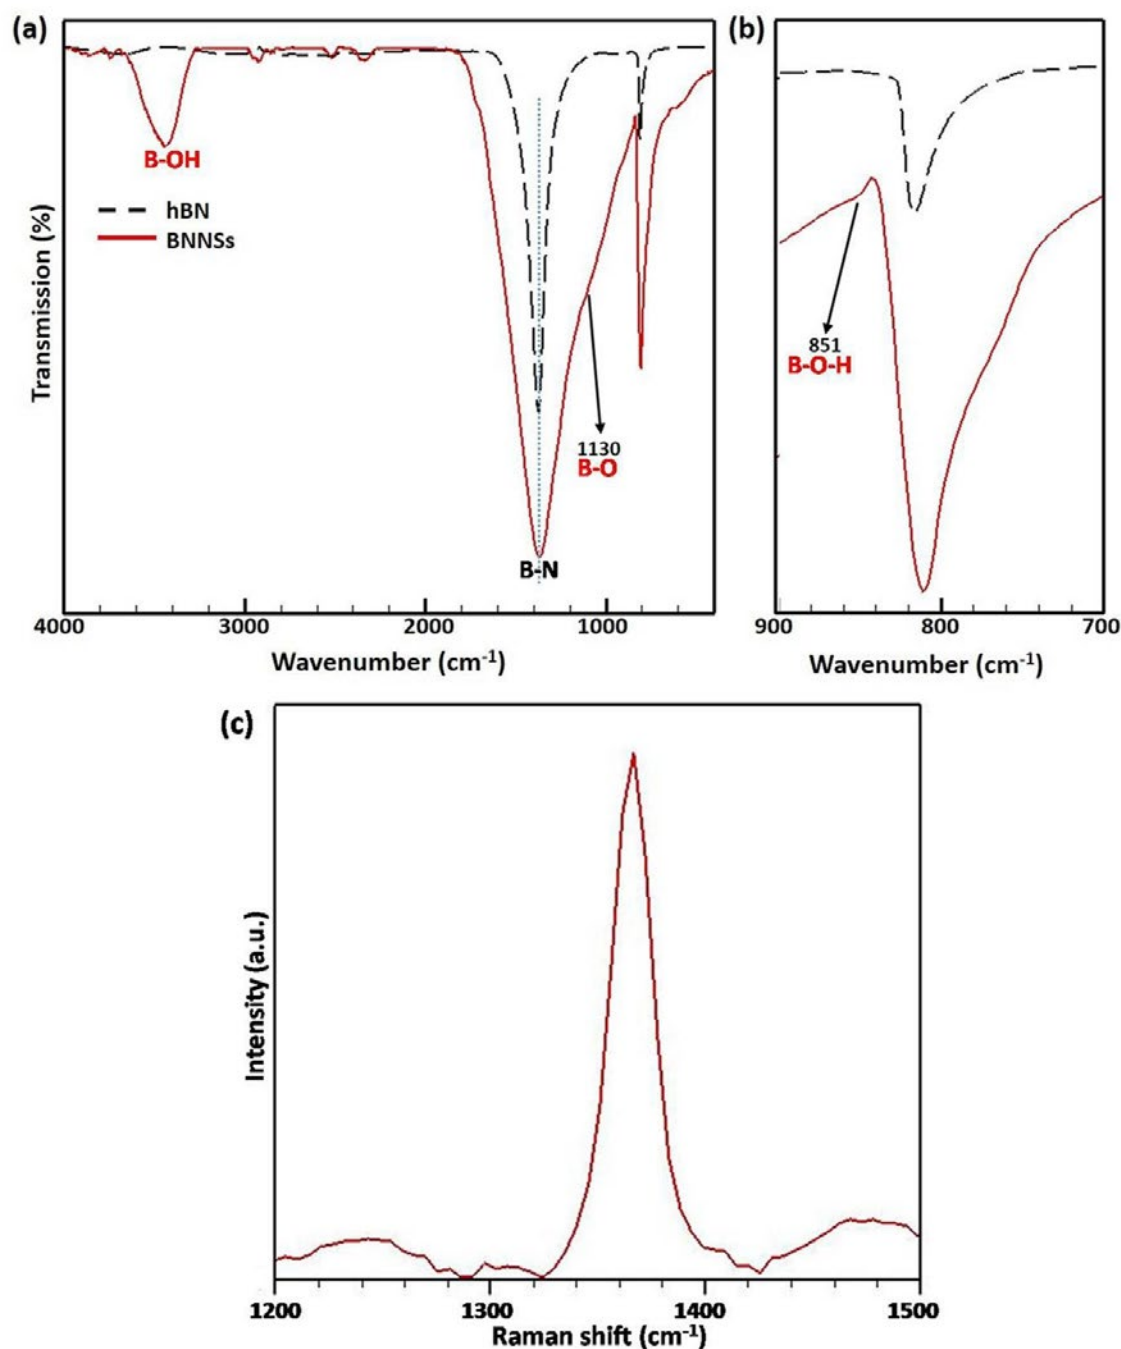 (a)
B-OH
hBN
BNNSs
1130
B-O
B-N
Transmission (%)
4000 3000 2000 1000
Wavenumber (cm⁻¹)
(b)
851
B-O-H
900 800 700
Wavenumber (cm⁻¹)
(c)
Intensity (a.u.)
1200 1300 1400 1500
Raman shift (cm⁻¹)